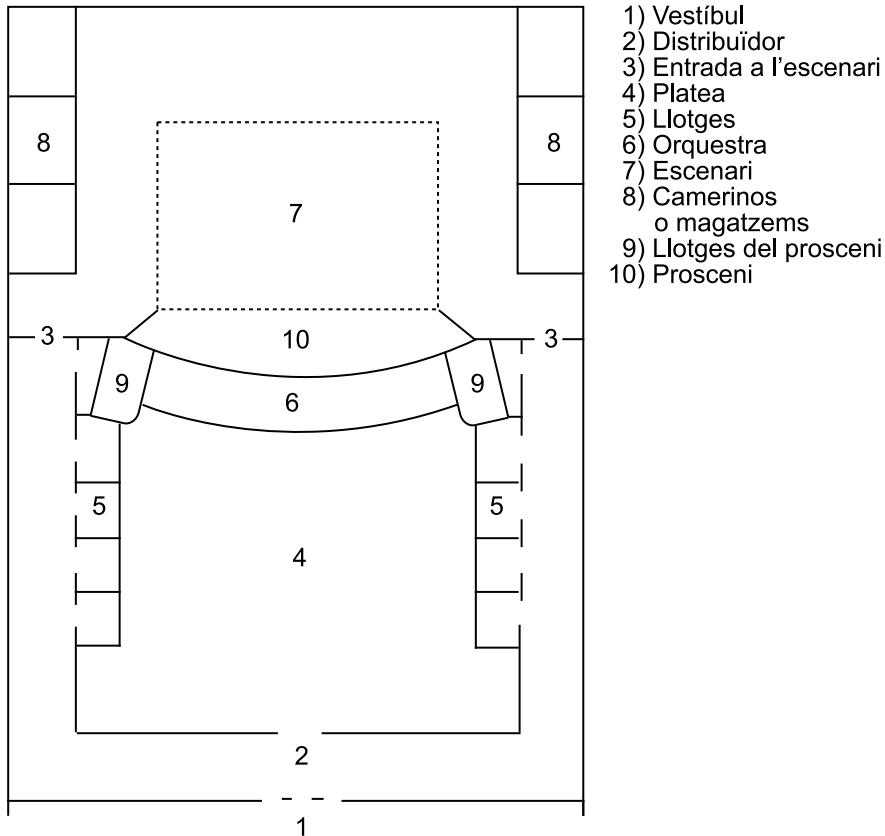 1) Vestíbul
2) Distribuïdor
3) Entrada a l'escenari
4) Platea
5) Llotges
6) Orquestra
7) Escenari
8) Camerinos
o magatzems
9) Llotges del prosceni
10) Prosceni
8 8
7
3 10 3
9 9
6
5 5
4
2
1